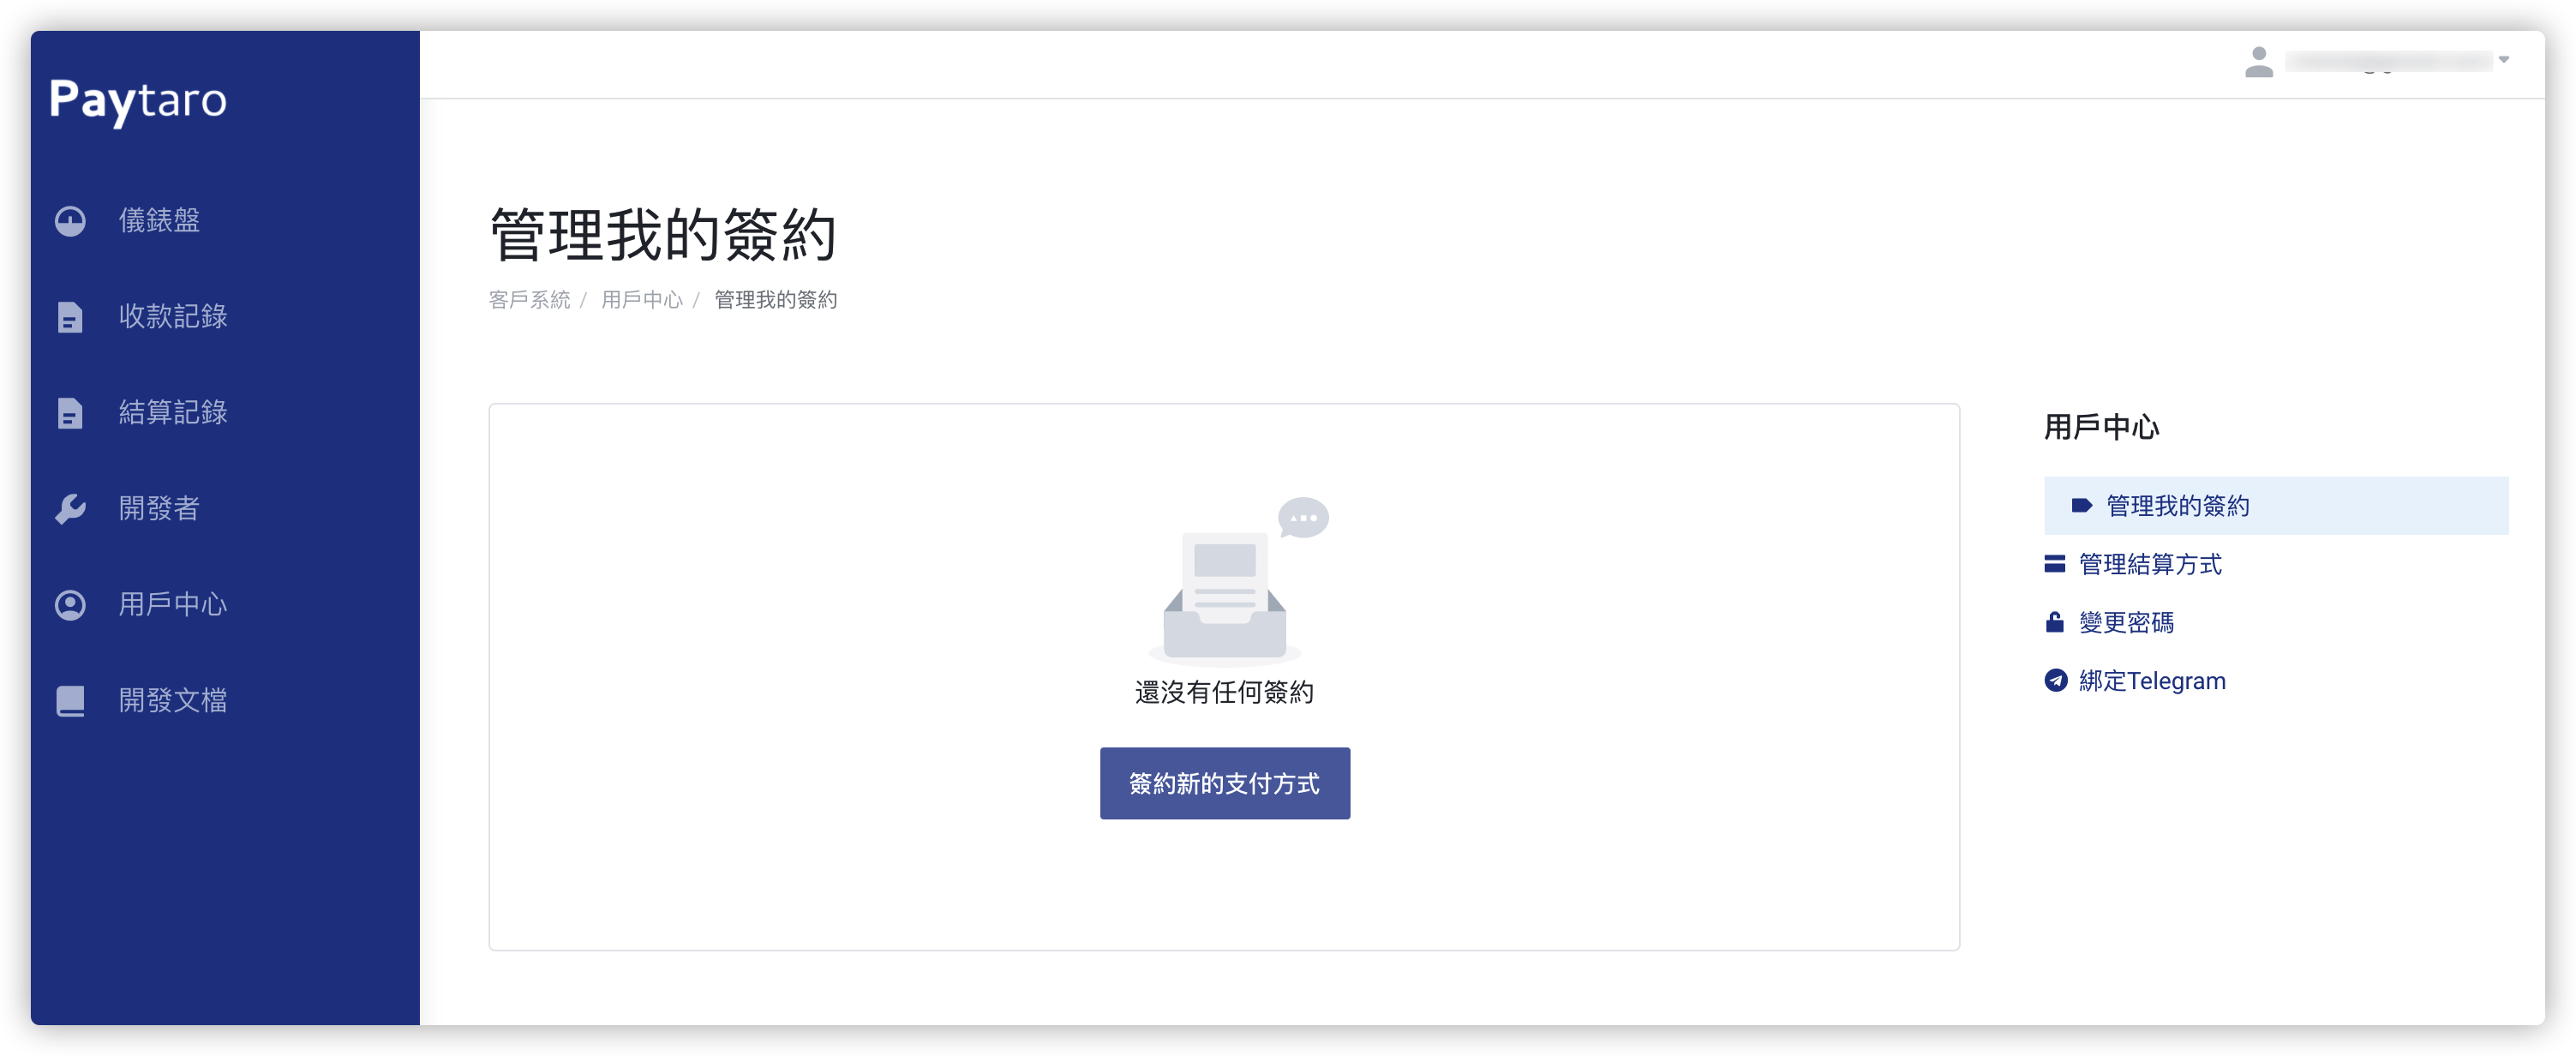 Paytaro
儀錶盤
收款記錄
結算記錄
開發者
用戶中心
開發文檔
管理我的簽約
客戶系統 / 用戶中心 / 管理我的簽約
還沒有任何簽約
簽約新的支付方式
用戶中心
管理我的簽約
管理結算方式
變更密碼
綁定Telegram